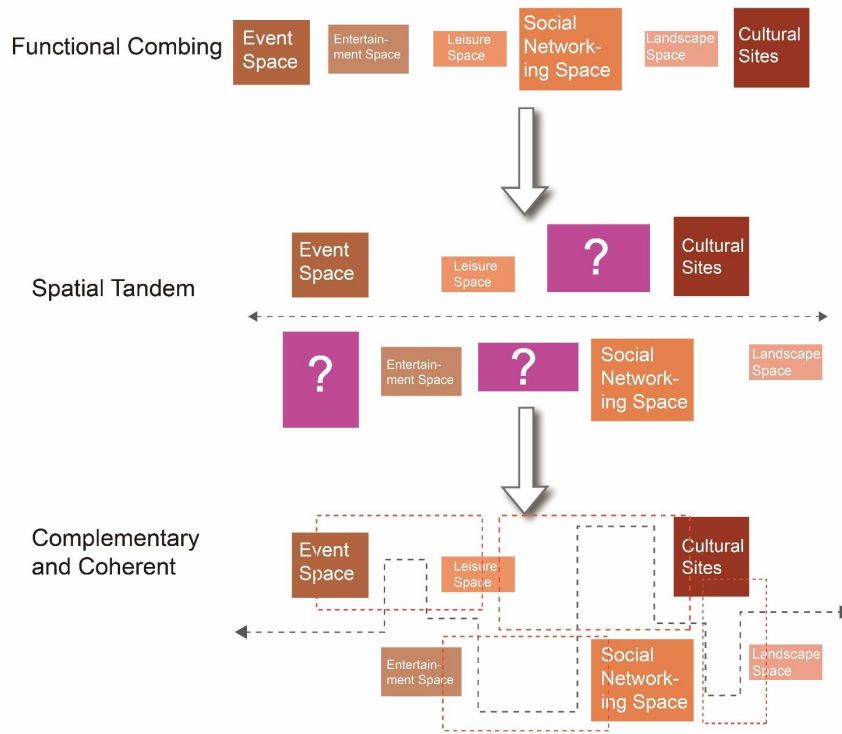 Functional Combing
Event
Space
Entertain-
ment Space
Leisure
Space
Social
Network-
ing Space
Landscape
Space
Cultural
Sites
Spatial Tandem
Event
Space
Leisure
Space
?
Cultural
Sites
?
Entertain-
ment Space
?
Social
Network-
ing Space
Landscape
Space
Complementary
and Coherent
Event
Space
Leisure
Space
Cultural
Sites
Entertain-
ment Space
Social
Network-
ing Space
Landscape
Space